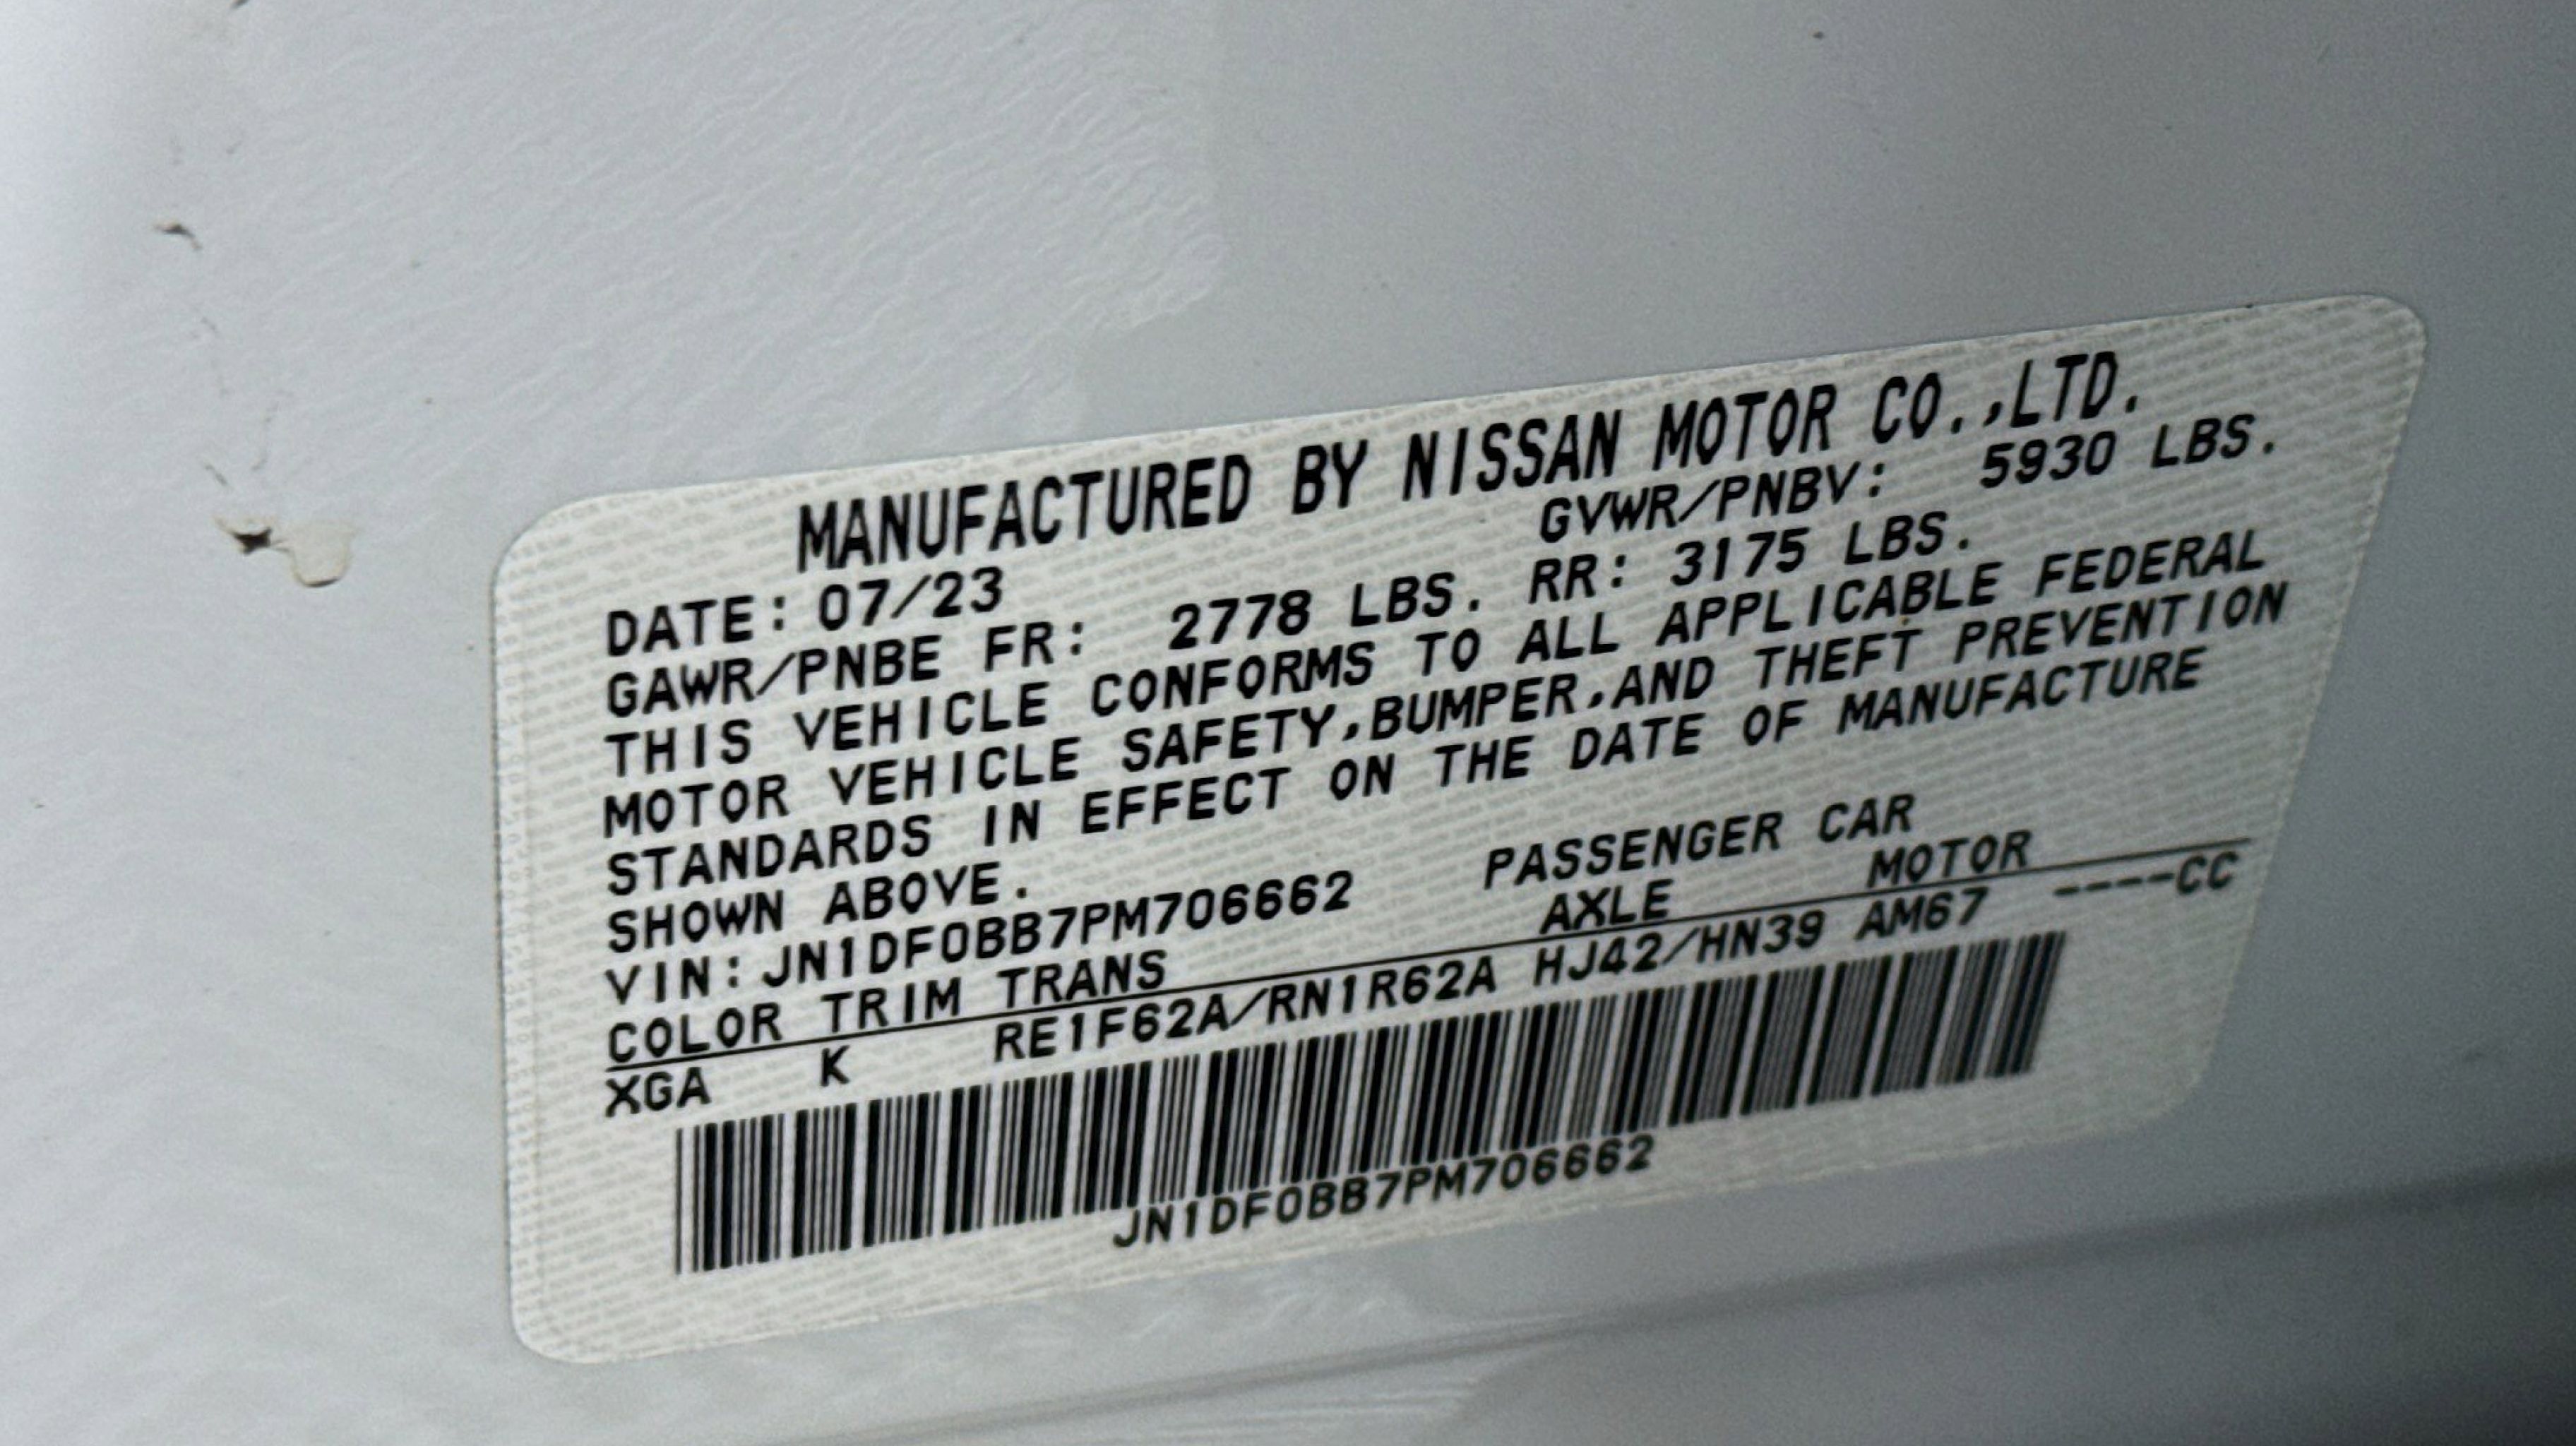 MANUFACTURED BY NISSAN MOTOR CO.,LTD.
DATE: 07/23 GVWR/PNBV: 5930 LBS.
GAWR/PNBE FR: 2778 LBS. RR: 3175 LBS.
THIS VEHICLE CONFORMS TO ALL APPLICABLE FEDERAL
MOTOR VEHICLE SAFETY,BUMPER,AND THEFT PREVENTION
STANDARDS IN EFFECT ON THE DATE OF MANUFACTURE
SHOWN ABOVE.
VIN:JN1DF0BB7PM706662 PASSENGER CAR
COLOR TRIM TRANS AXLE MOTOR
XGA K RE1F62A/RN1R62A HJ42/HN39 AM67 ----CC
JN1DF0BB7PM706662